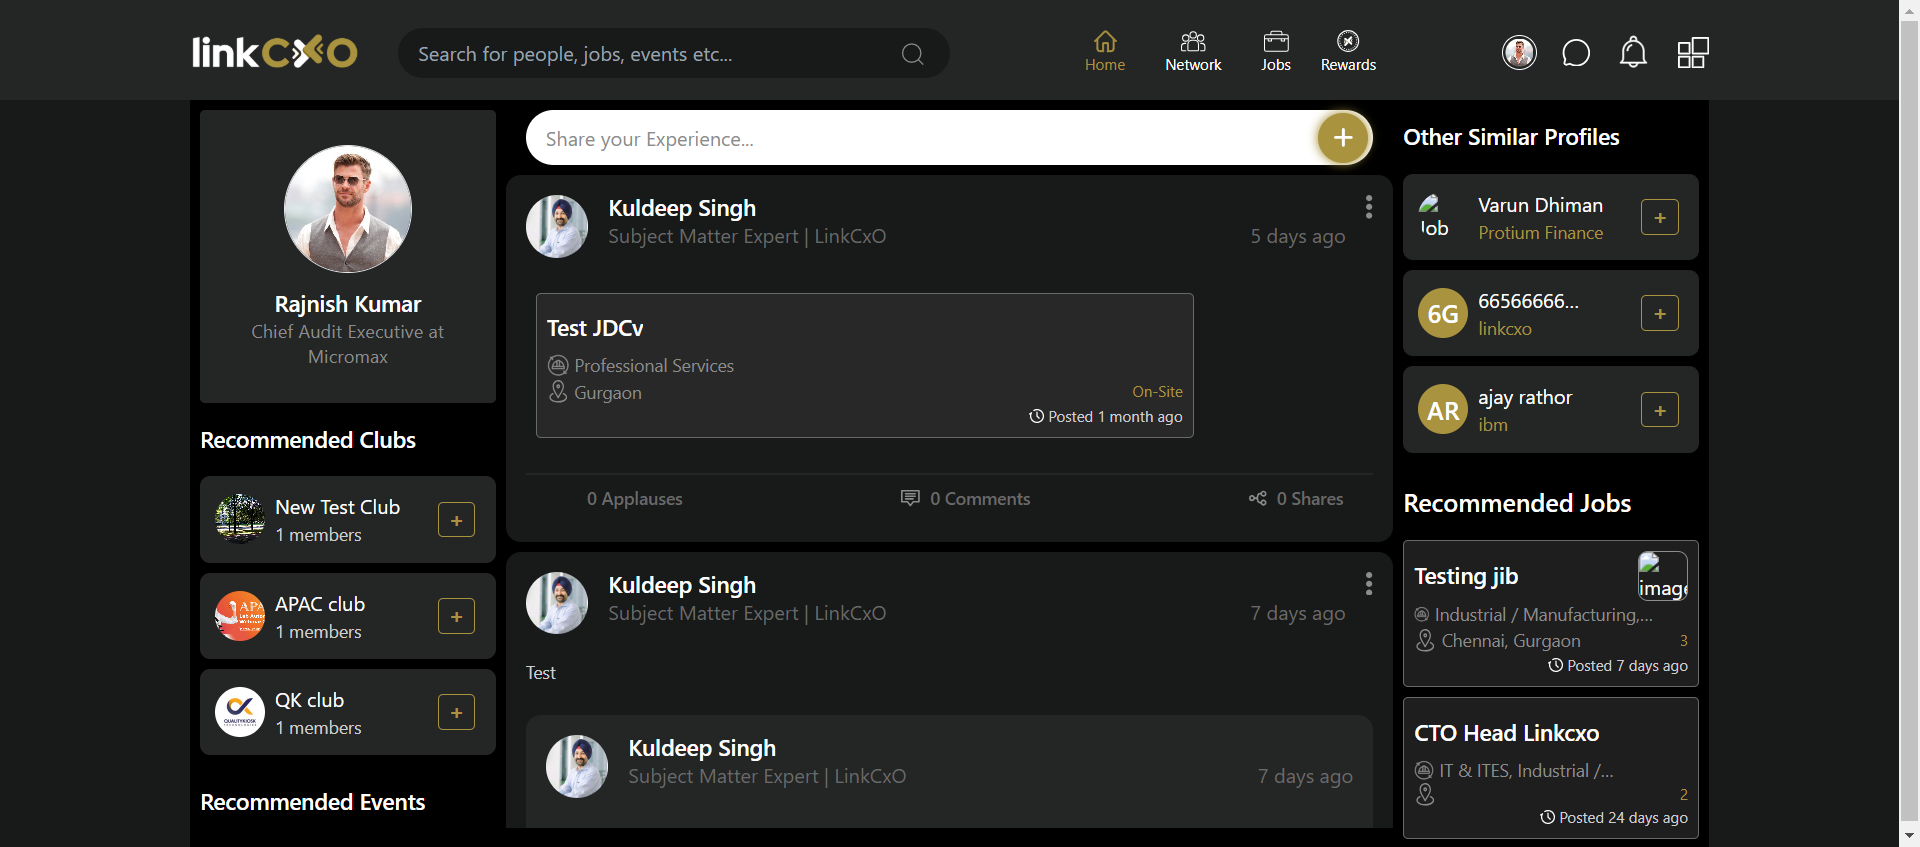 linkCXO
Search for people, jobs, events etc...
Home
Network
Jobs
Rewards
Rajnish Kumar
Chief Audit Executive at
Micromax
Recommended Clubs
New Test Club
1 members
APAC club
1 members
QK club
1 members
Recommended Events
Share your Experience...
Kuldeep Singh
Subject Matter Expert | LinkCxO
5 days ago
Test JDCv
Professional Services
Gurgaon
On-Site
Posted 1 month ago
0 Applauses
0 Comments
0 Shares
Kuldeep Singh
Subject Matter Expert | LinkCxO
7 days ago
Test
Kuldeep Singh
Subject Matter Expert | LinkCxO
7 days ago
Other Similar Profiles
Job
Varun Dhiman
Protium Finance
6G
66566666...
linkcxo
AR
ajay rathor
ibm
Recommended Jobs
Testing jib
image
Industrial / Manufacturing,...
Chennai, Gurgaon
3
Posted 7 days ago
CTO Head Linkcxo
IT & ITES, Industrial /...
2
Posted 24 days ago